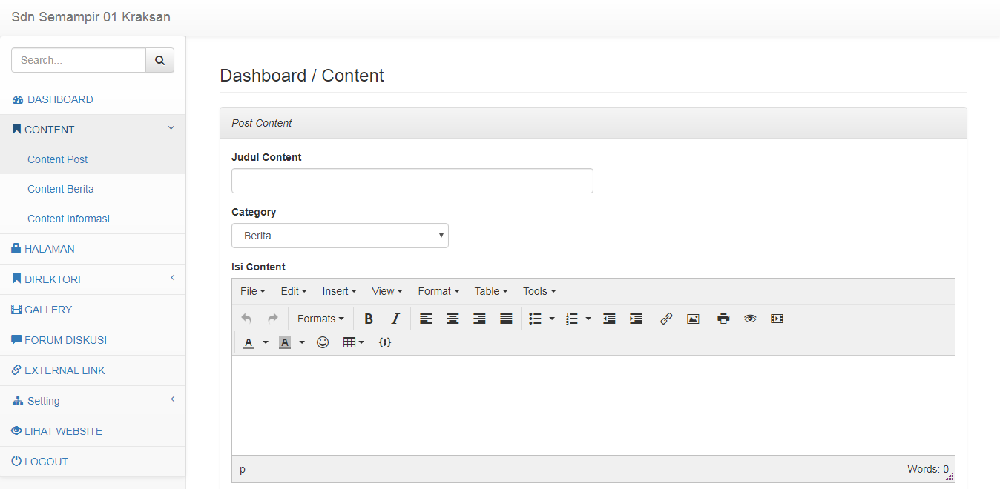 Sdn Semampir 01 Kraksan
Search...
DASHBOARD
CONTENT
Content Post
Content Berita
Content Informasi
HALAMAN
DIREKTORI
GALLERY
FORUM DISKUSI
EXTERNAL LINK
Setting
LIHAT WEBSITE
LOGOUT
Dashboard / Content
Post Content
Judul Content
Category
Berita
Isi Content
File Edit Insert View Format Table Tools
Formats B I
A A {;}
p Words: 0